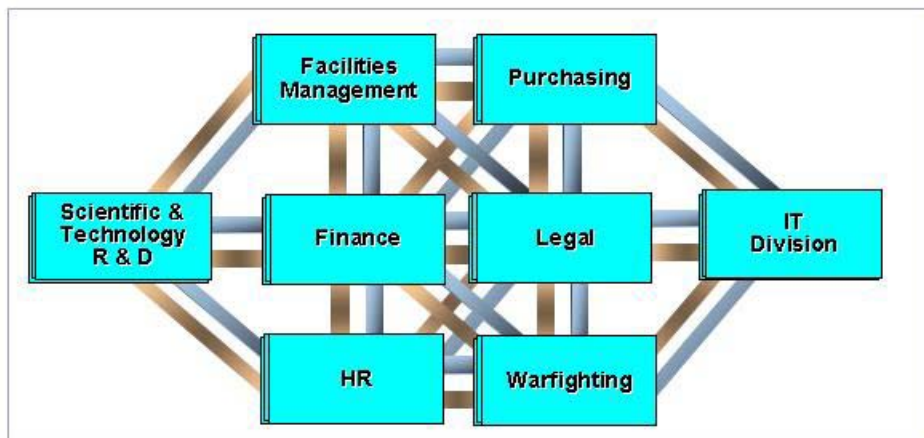 Facilities
Management
Purchasing
Scientific &
Technology
R & D
Finance
Legal
IT
Division
HR
Warfighting